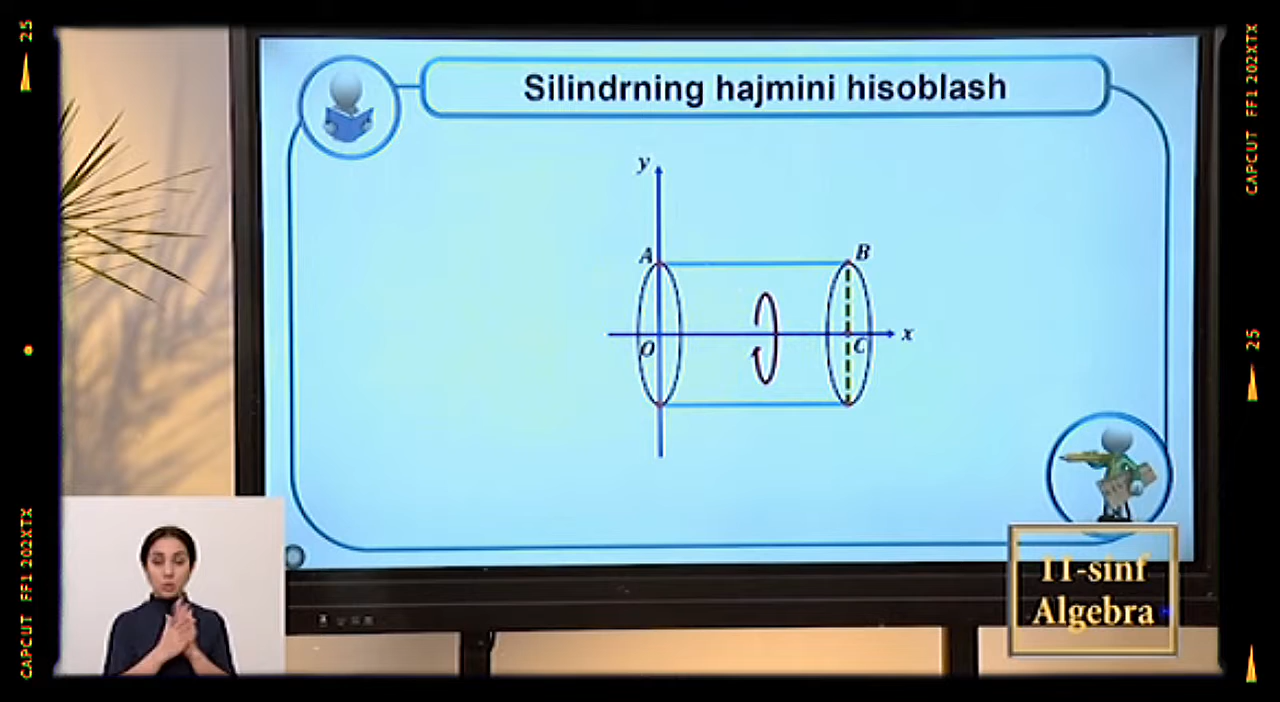 25
CAPCUT FF1 202XTX
Silindrning hajmini hisoblash
y
A
B
O
C
x
25
CAPCUT FF1 202XTX
11-sinf
Algebra